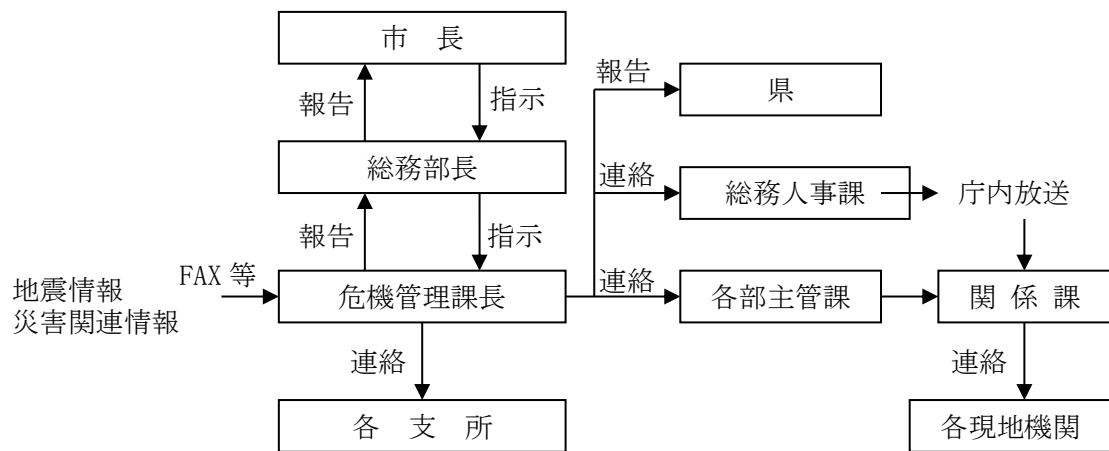 市 長
報告
指示
報告
県
総務部長
連絡
総務人事課
庁内放送
報告
指示
地震情報
災害関連情報
FAX 等
危機管理課長
連絡
各部主管課
関 係 課
連絡
連絡
各 支 所
各現地機関